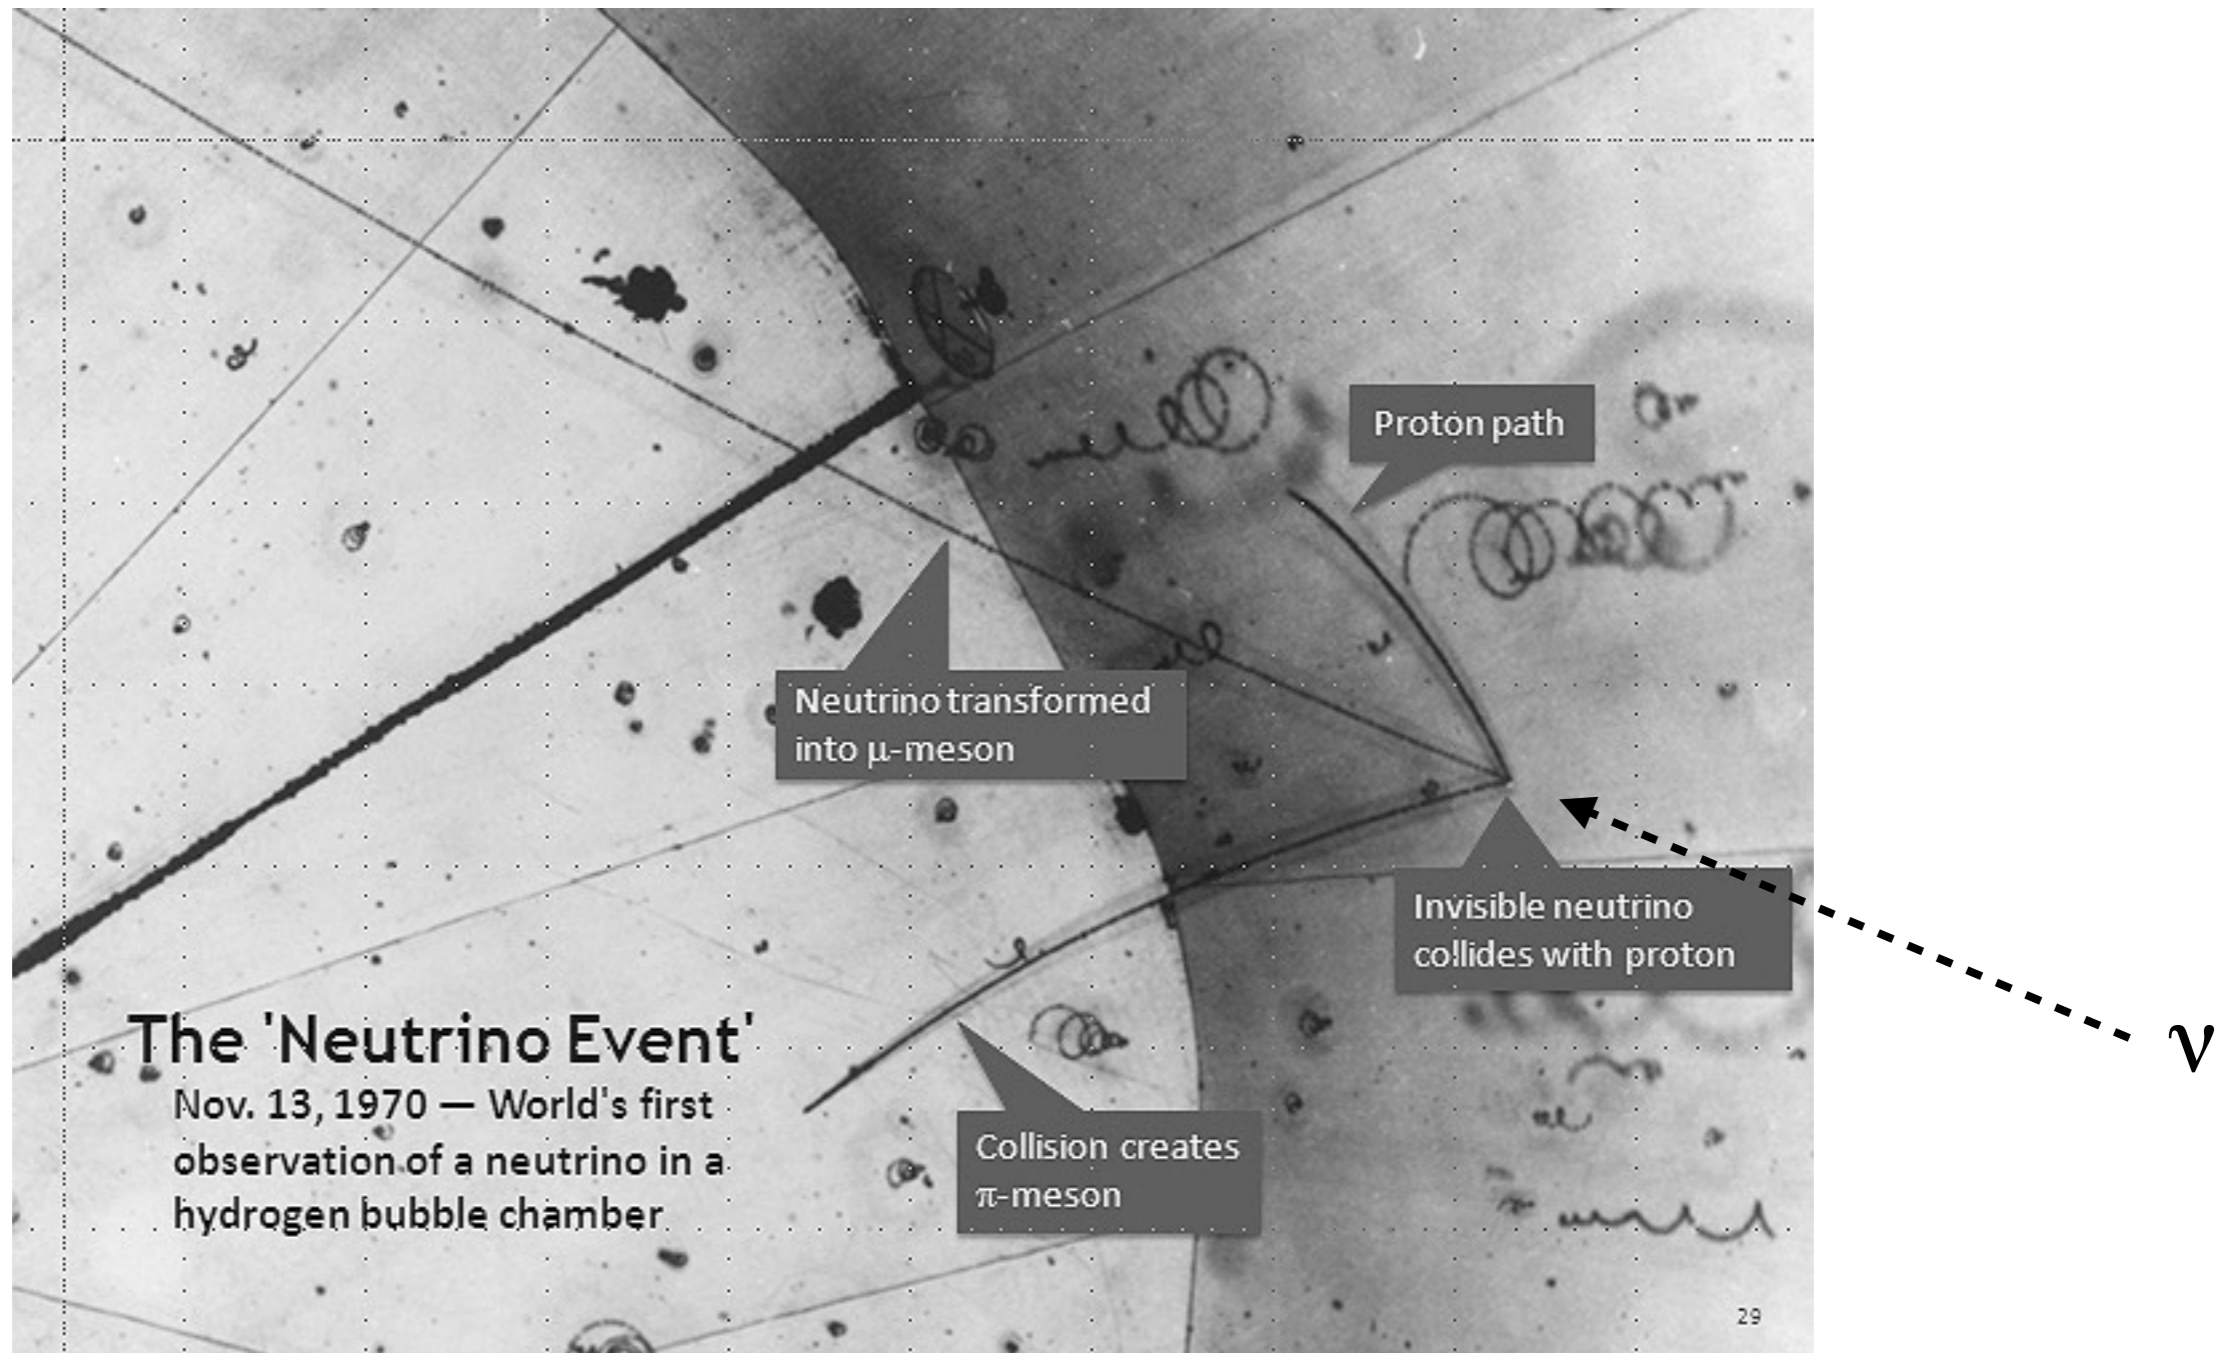 Proton path
Neutrino transformed
into μ-meson
Invisible neutrino
collides with proton
ν
The 'Neutrino Event'
Nov. 13, 1970 — World's first
observation of a neutrino in a
hydrogen bubble chamber
Collision creates
π-meson
29